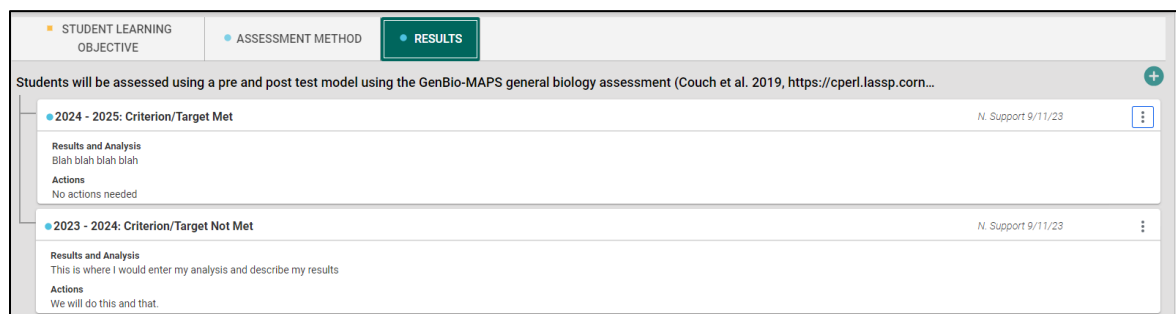 STUDENT LEARNING
OBJECTIVE
ASSESSMENT METHOD
RESULTS
Students will be assessed using a pre and post test model using the GenBio-MAPS general biology assessment (Couch et al. 2019, https://cperl.lassp.corn...
2024 - 2025: Criterion/Target Met
N. Support 9/11/23
Results and Analysis
Blah blah blah blah
Actions
No actions needed
2023 - 2024: Criterion/Target Not Met
N. Support 9/11/23
Results and Analysis
This is where I would enter my analysis and describe my results
Actions
We will do this and that.